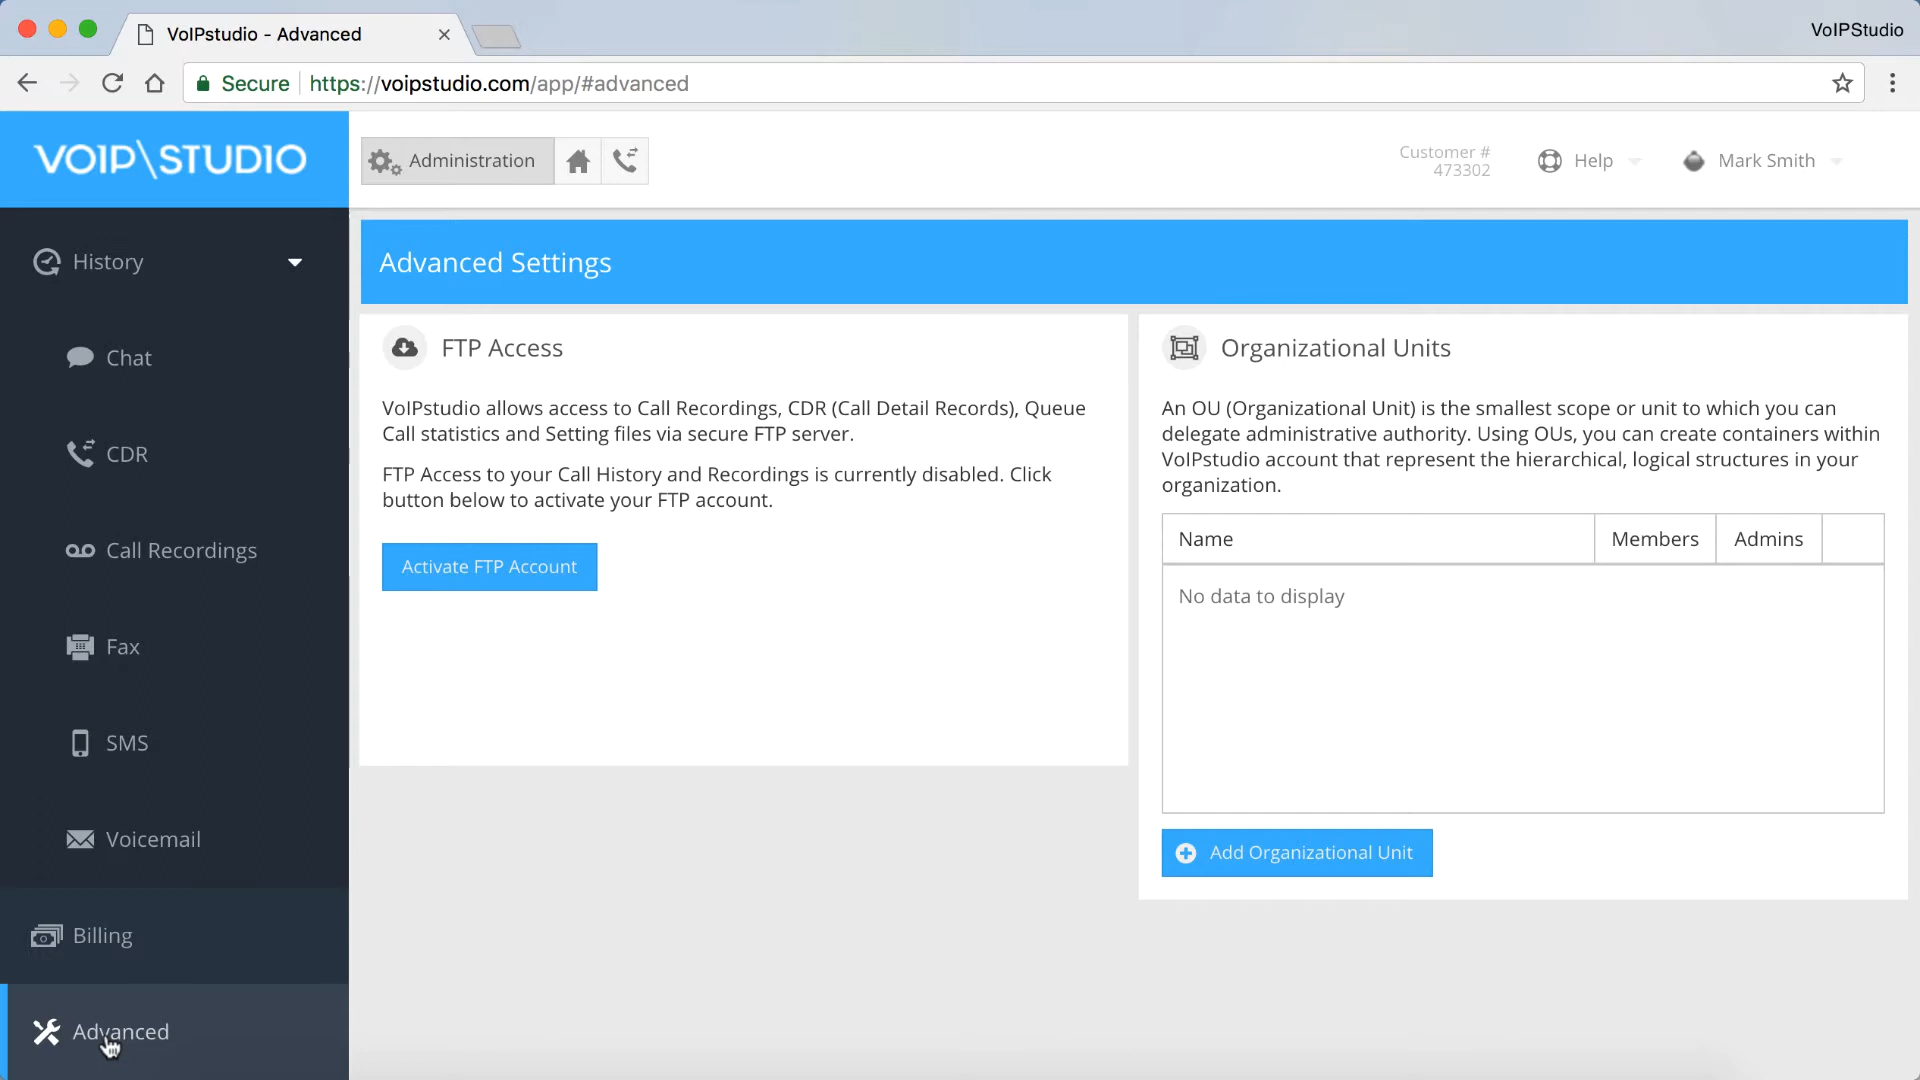 VoIPstudio - Advanced
VoIPStudio
Secure
https://voipstudio.com/app/#advanced
VOIP\STUDIO
Administration
Customer #
473302
Help
Mark Smith
History
Chat
CDR
Call Recordings
Fax
SMS
Voicemail
Billing
Advanced
Advanced Settings
FTP Access
VoIPstudio allows access to Call Recordings, CDR (Call Detail Records), Queue
Call statistics and Setting files via secure FTP server.
FTP Access to your Call History and Recordings is currently disabled. Click
button below to activate your FTP account.
Activate FTP Account
Organizational Units
An OU (Organizational Unit) is the smallest scope or unit to which you can
delegate administrative authority. Using OUs, you can create containers within
VoIPstudio account that represent the hierarchical, logical structures in your
organization.
Name Members Admins
No data to display
Add Organizational Unit